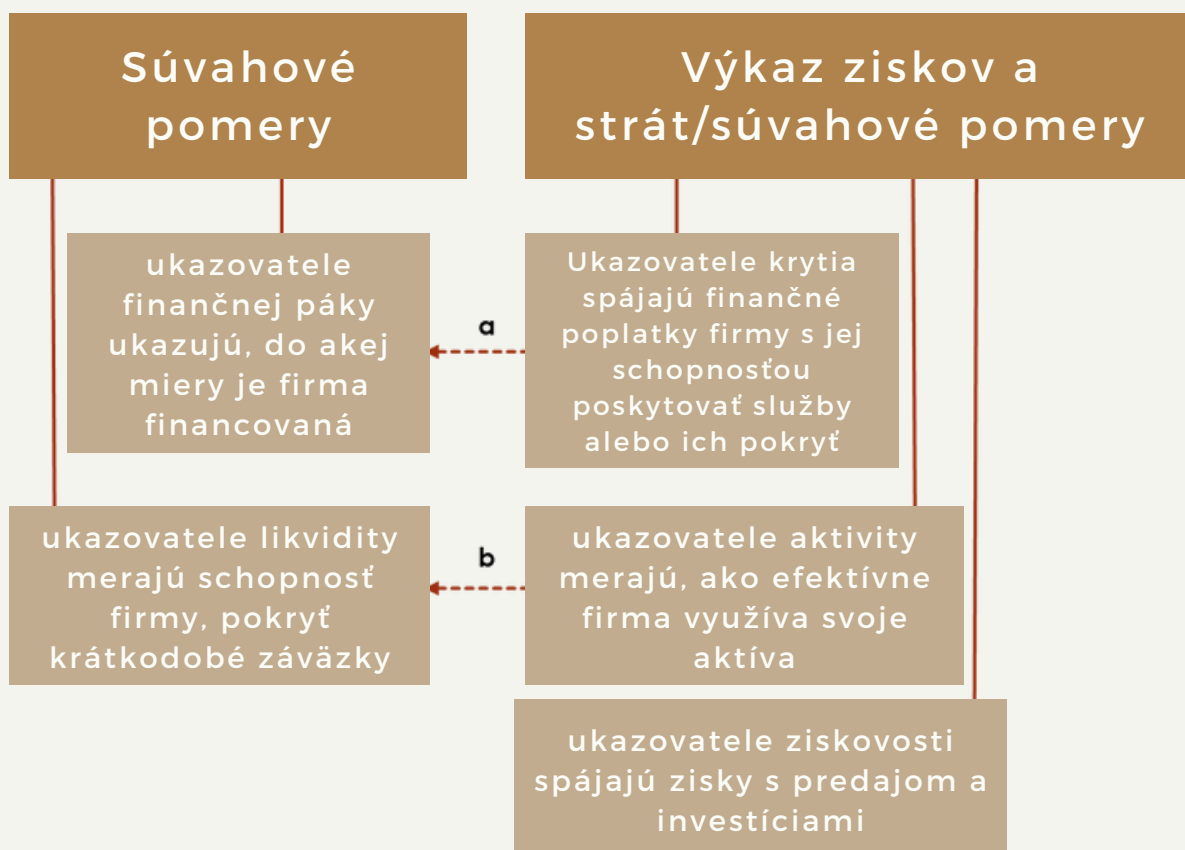 Súvahové
pomery
Výkaz ziskov a
strát/súvahové pomery
ukazovatele
finančnej páky
ukazujú, do akej
miery je firma
financovaná
a
Ukazovatele krytia
spájajú finančné
poplatky firmy s jej
schopnosťou
poskytovať služby
alebo ich pokryť
ukazovatele likvidity
merajú schopnosť
firmy, pokryť
krátkodobé záväzky
b
ukazovatele aktivity
merajú, ako efektívne
firma využíva svoje
aktíva
ukazovatele ziskovosti
spájajú zisky s predajom a
investíciami